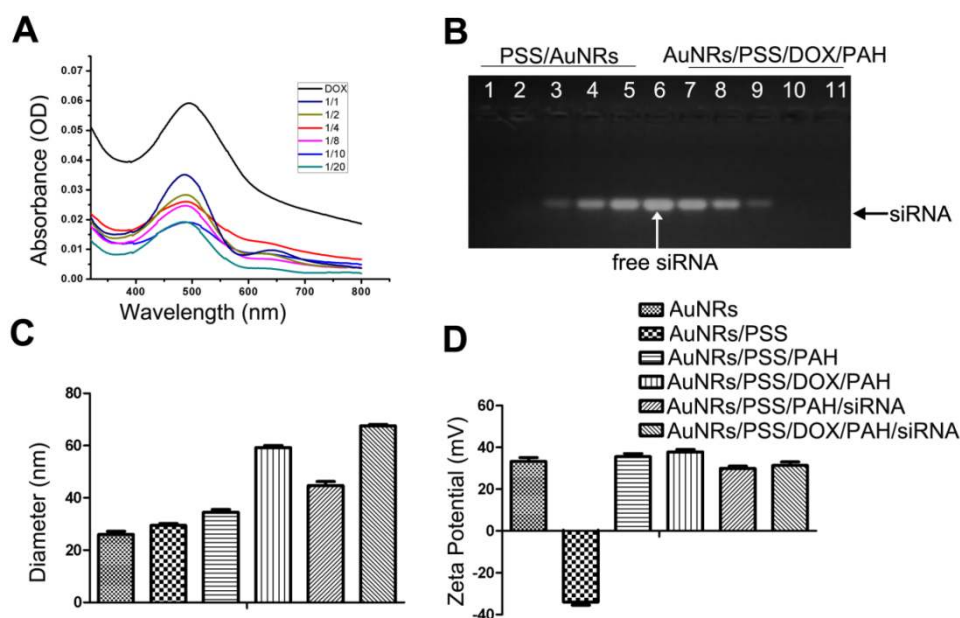 A
Absorbance (OD)
0.07
0.06
0.05
0.04
0.03
0.02
0.01
0.00
400 500 600 700 800
Wavelength (nm)
DOX
1/1
1/2
1/4
1/8
1/10
1/20
B
PSS/AuNRs AuNRs/PSS/DOX/PAH
1 2 3 4 5 6 7 8 9 10 11
siRNA
free siRNA
C
Diameter (nm)
80
60
40
20
0
D
AuNRs
AuNRs/PSS
AuNRs/PSS/PAH
AuNRs/PSS/DOX/PAH
AuNRs/PSS/PAH/siRNA
AuNRs/PSS/DOX/PAH/siRNA
Zeta Potential (mV)
60
40
20
0
-20
-40